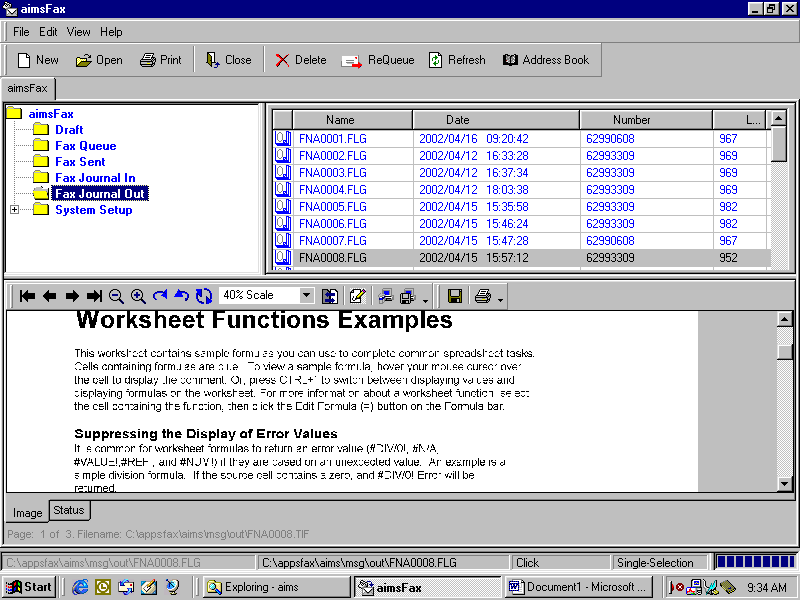 aimsFax
File Edit View Help
New Open Print Close Delete ReQueue Refresh Address Book
aimsFax
aimsFax
Draft
Fax Queue
Fax Sent
Fax Journal In
Fax Journal Out
System Setup
Name Date Number L...
FNA0001.FLG 2002/04/16 09:20:42 62990608 967
FNA0002.FLG 2002/04/12 16:33:28 62993309 969
FNA0003.FLG 2002/04/12 16:37:34 62993309 969
FNA0004.FLG 2002/04/12 18:03:38 62993309 969
FNA0005.FLG 2002/04/15 15:35:58 62993309 982
FNA0006.FLG 2002/04/15 15:46:24 62993309 982
FNA0007.FLG 2002/04/15 15:47:28 62990608 967
FNA0008.FLG 2002/04/15 15:57:12 62993309 952
40% Scale
Worksheet Functions Examples
This worksheet contains sample formulas you can use to complete common spreadsheet tasks.
Cells containing formulas are blue. To view a sample formula, hover your mouse cursor over
the cell to display the comment. Or, press CTRL+` to switch between displaying values and
displaying formulas on the worksheet. For more information about a worksheet function, select
the cell containing the function, then click the Edit Formula (=) button on the Formula bar.
Suppressing the Display of Error Values
It is common for worksheet formulas to return an error value (#DIV/0!, #N/A,
#VALUE!,#REF!, and #NUM!) if they are based on an unexpected value. An example is a
simple division formula. If the source cell contains a zero, and #DIV/0! Error will be
returned.
Image Status
Page: 1 of 3. Filename: C:\appsfax\aims\msg\out\FNA0008.TIF
C:\appsfax\aims\msg\out\FNA0008.FLG C:\appsfax\aims\msg\out\FNA0008.FLG Click Single-Selection
Start Exploring - aims aimsFax Document1 - Microsoft ... 9:34 AM